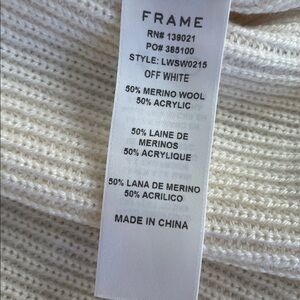 FRAME
RN# 139021
PO# 385100
STYLE: LWSW0215
OFF WHITE
50% MERINO WOOL
50% ACRYLIC
50% LAINE DE
MERINOS
50% ACRYLIQUE
50% LANA DE MERINO
50% ACRILICO
MADE IN CHINA